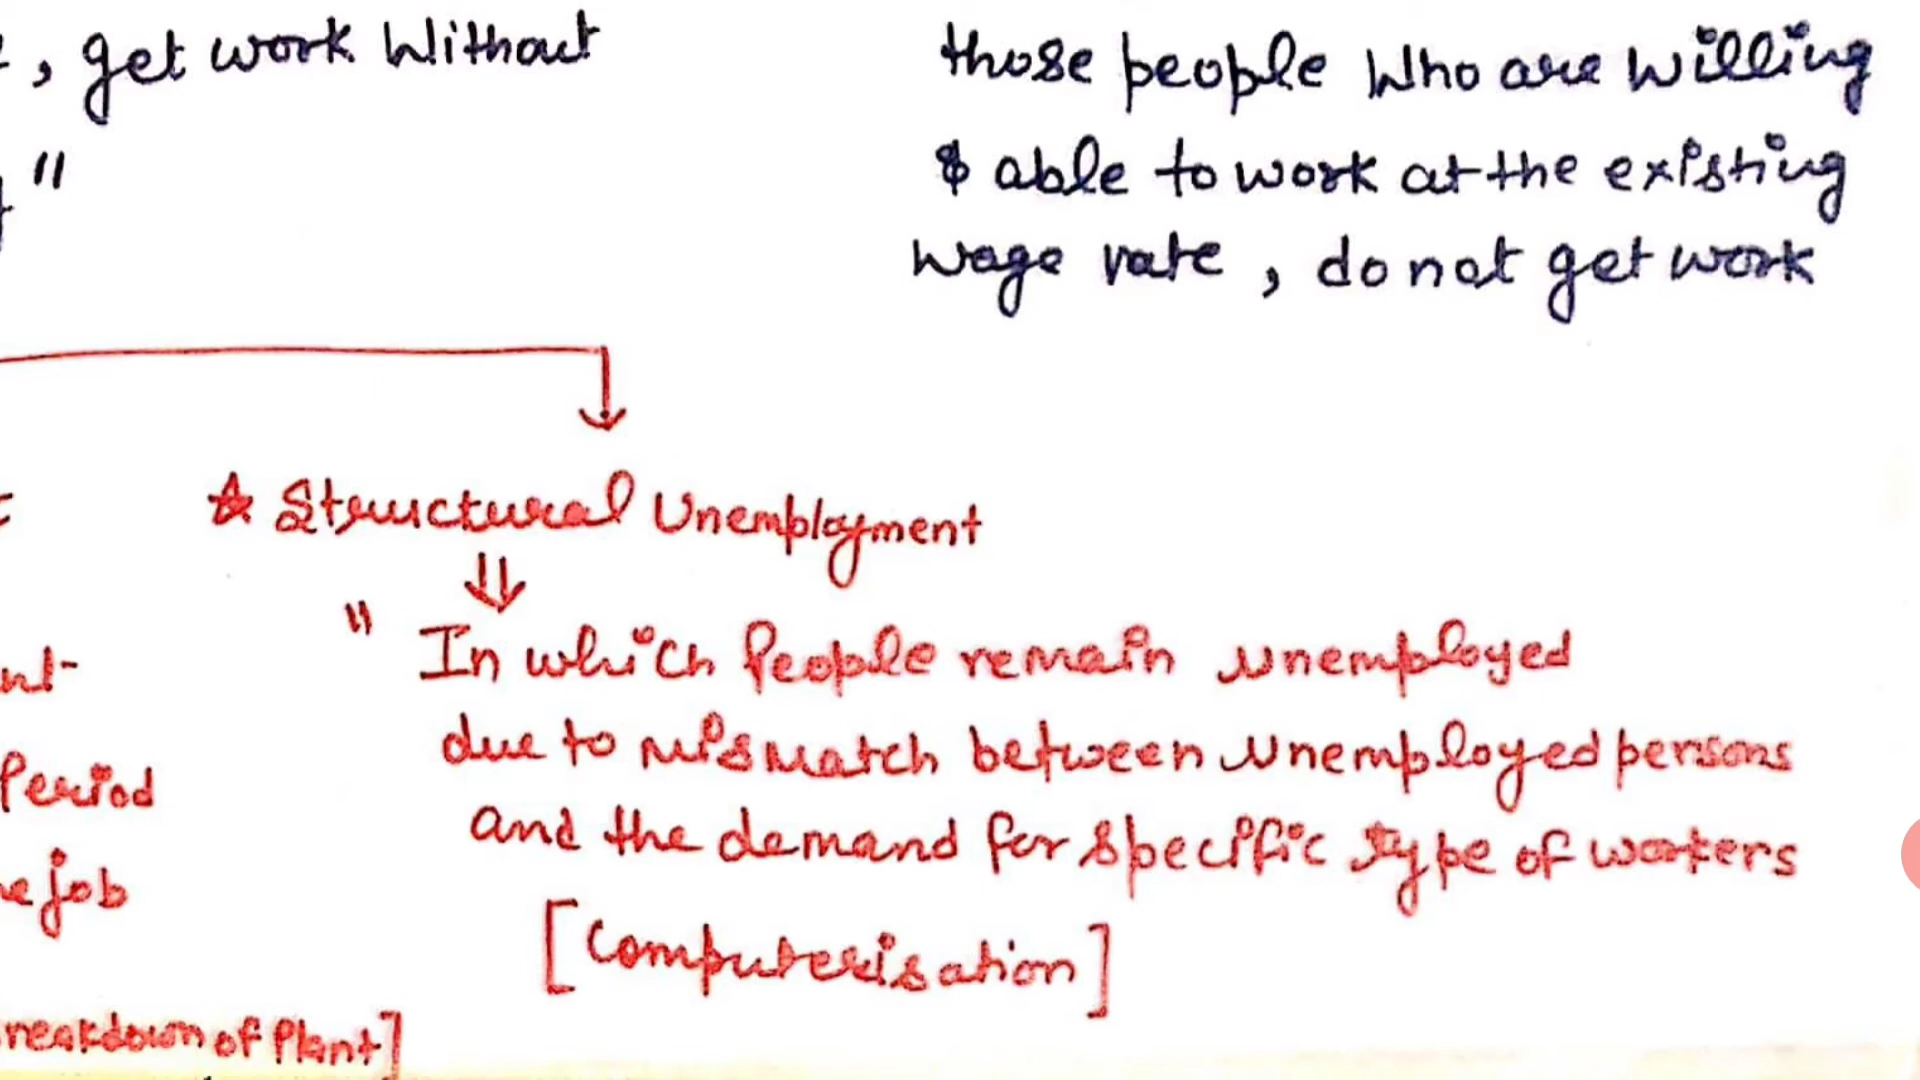 , get work Without
"
those people Who are Willing
& able to work at the existing
Wage rate , do not get work
☆ Structural Unemployment
⇓
" In which People remain unemployed
due to mismatch between unemployed persons
and the demand for specific type of workers
[Computerisation]
Period
job
reakdown of Plant]